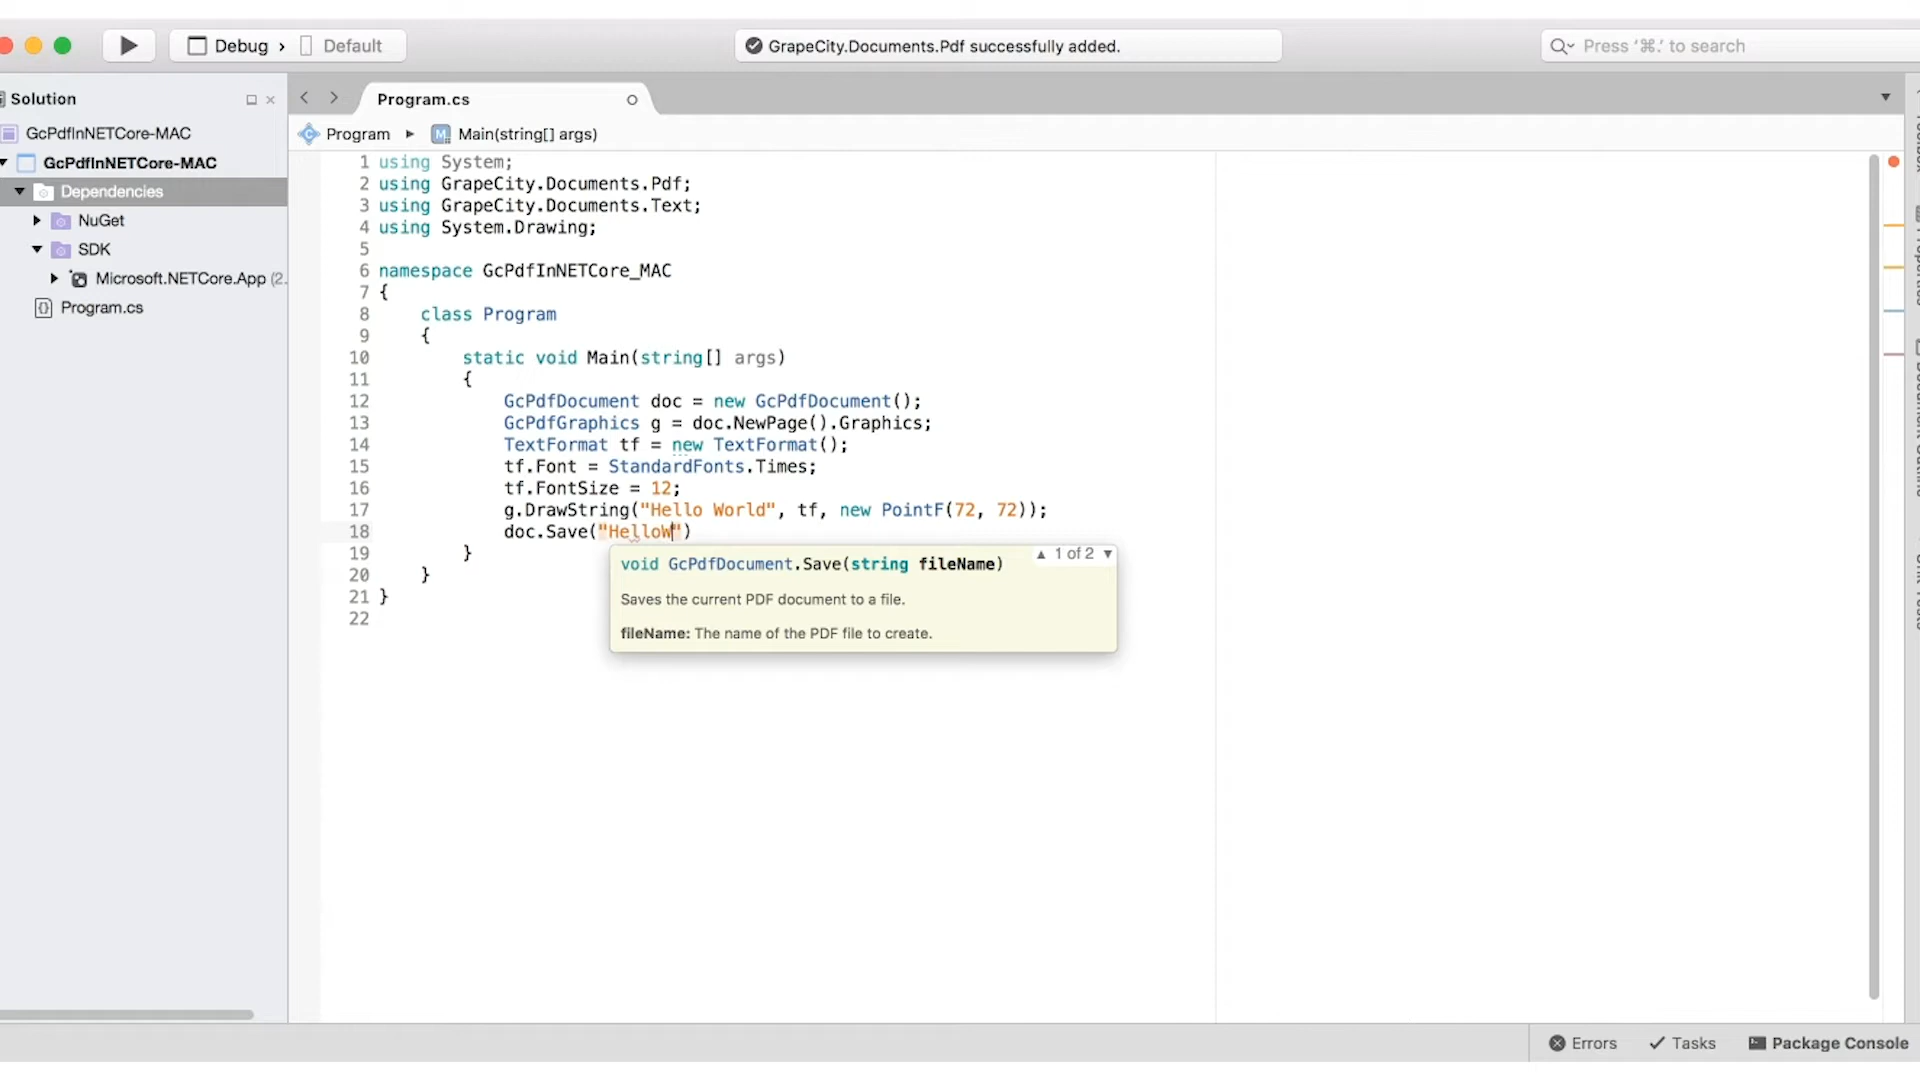 Debug › Default
GrapeCity.Documents.Pdf successfully added.
Press '⌘.' to search
Solution
GcPdfInNETCore-MAC
GcPdfInNETCore-MAC
Dependencies
NuGet
SDK
Microsoft.NETCore.App (2.
Program.cs
Program.cs
Program ▸ M Main(string[] args)
1 using System;
2 using GrapeCity.Documents.Pdf;
3 using GrapeCity.Documents.Text;
4 using System.Drawing;
5
6 namespace GcPdfInNETCore_MAC
7 {
8 class Program
9 {
10 static void Main(string[] args)
11 {
12 GcPdfDocument doc = new GcPdfDocument();
13 GcPdfGraphics g = doc.NewPage().Graphics;
14 TextFormat tf = new TextFormat();
15 tf.Font = StandardFonts.Times;
16 tf.FontSize = 12;
17 g.DrawString("Hello World", tf, new PointF(72, 72));
18 doc.Save("HelloW")
19 }
20 }
21 }
22
▲ 1 of 2 ▼
void GcPdfDocument.Save(string fileName)
Saves the current PDF document to a file.
fileName: The name of the PDF file to create.
Errors
Tasks
Package Console